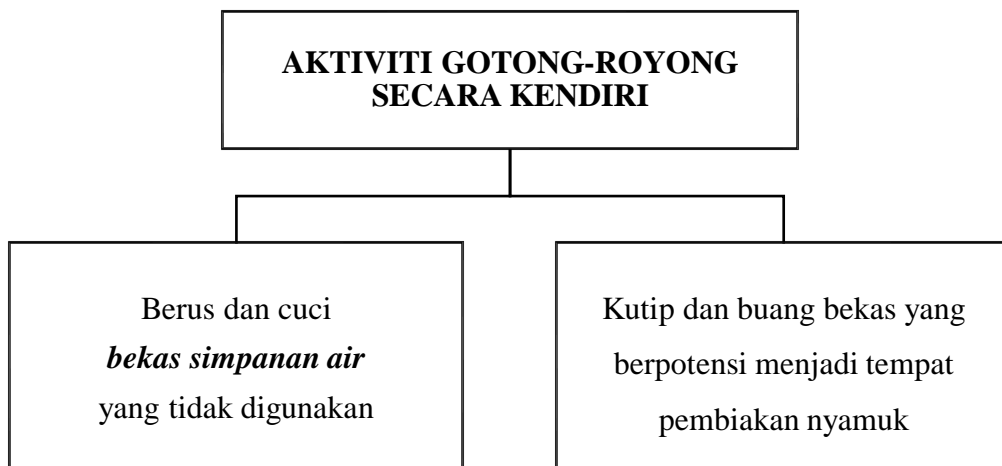 AKTIVITI GOTONG-ROYONG
SECARA KENDIRI
Berus dan cuci
bekas simpanan air
yang tidak digunakan
Kutip dan buang bekas yang
berpotensi menjadi tempat
pembiakan nyamuk